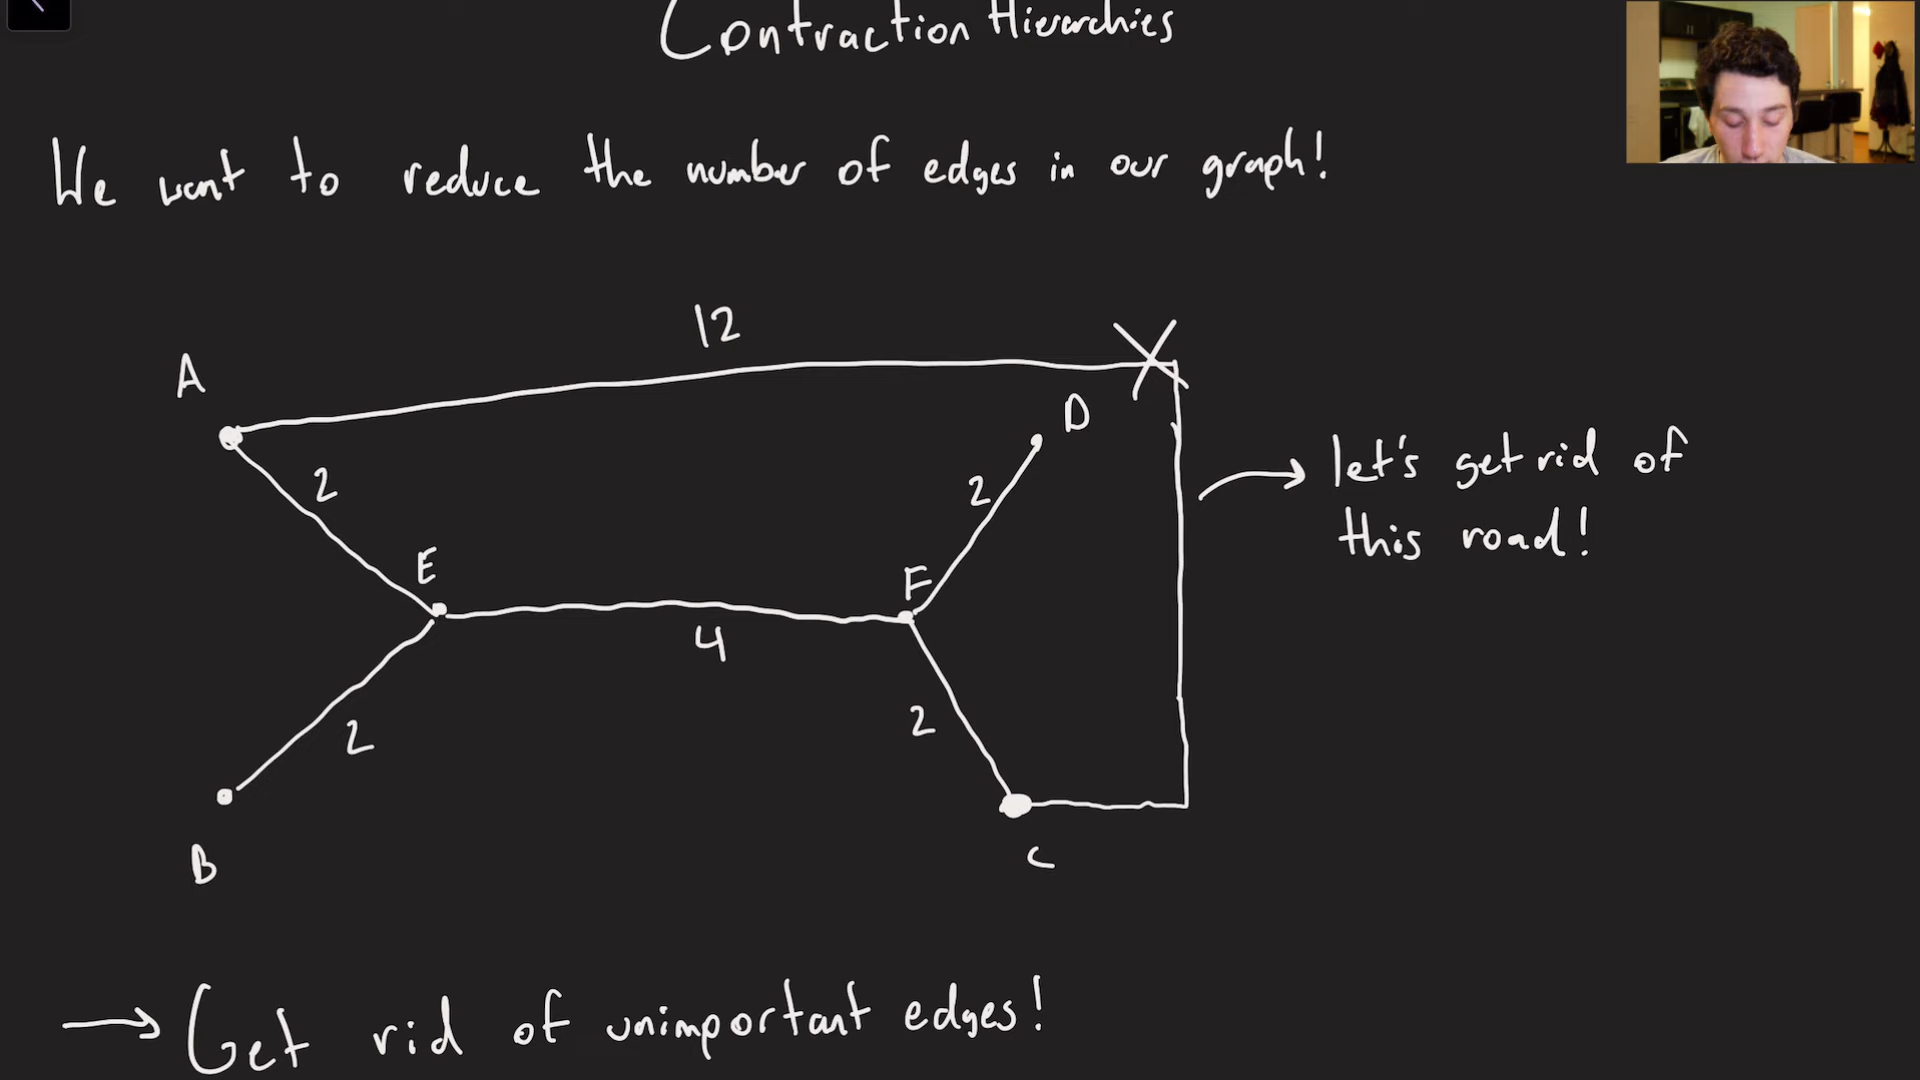 Contraction Hierarchies
We want to reduce the number of edges in our graph!
12
A
D
2
2
let's get rid of
this road!
E
F
4
2
2
B
C
→ Get rid of unimportant edges!